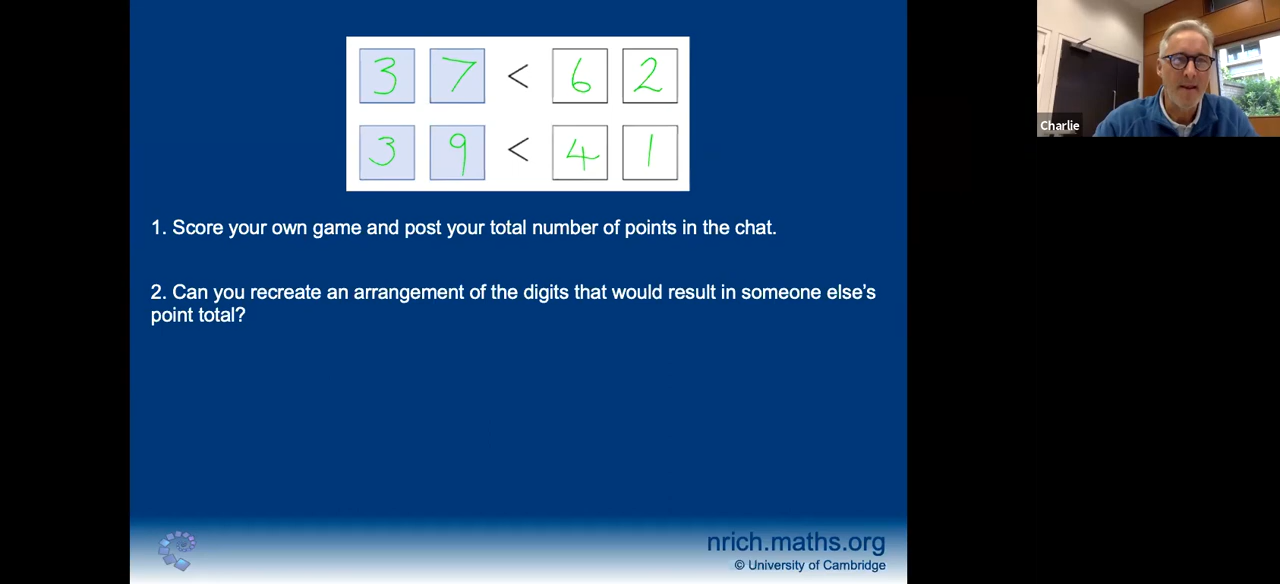 3 7 < 6 2
3 9 < 4 1
1. Score your own game and post your total number of points in the chat.
2. Can you recreate an arrangement of the digits that would result in someone else’s
point total?
nrich.maths.org
© University of Cambridge
Charlie